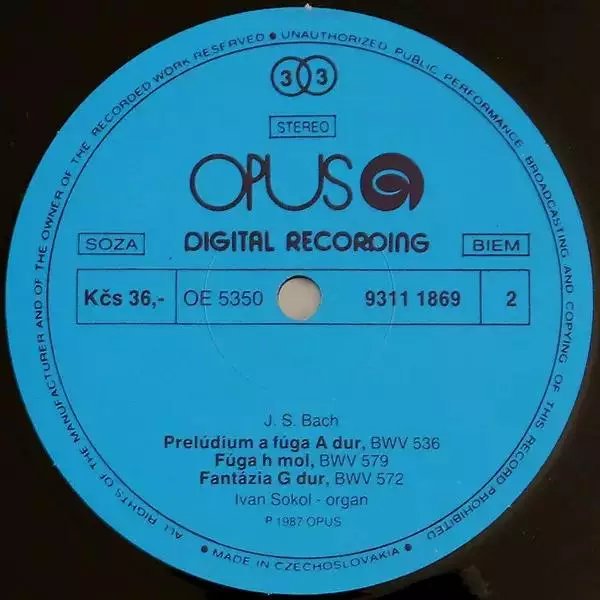 ALL RIGHTS OF THE MANUFACTURER AND OF THE OWNER OF THE RECORDED WORK RESERVED ● UNAUTHORIZED PUBLIC PERFORMANCE BROADCASTING AND COPYING OF THIS RECORD PROHIBITED
33
STEREO
OPUS
DIGITAL RECORDING
SOZA
BIEM
Kčs 36,- OE 5350 9311 1869 2
J. S. Bach
Prelúdium a fúga A dur, BWV 536
Fúga h mol, BWV 579
Fantázia G dur, BWV 572
Ivan Sokol - organ
P 1987 OPUS
● MADE IN CZECHOSLOVAKIA ●